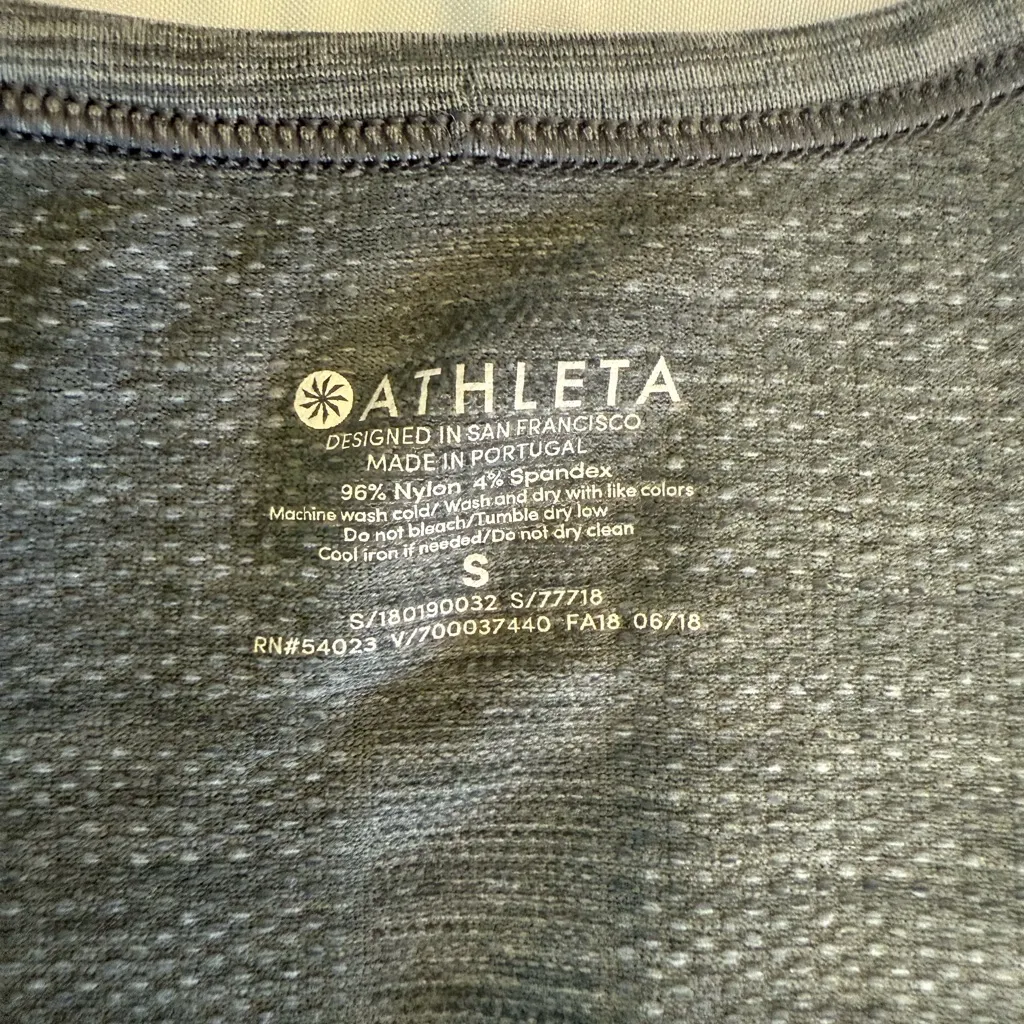 ATHLETA
DESIGNED IN SAN FRANCISCO
MADE IN PORTUGAL
96% Nylon 4% Spandex
Machine wash cold/ Wash and dry with like colors
Do not bleach/Tumble dry low
Cool iron if needed/Do not dry clean
S
S/180190032 S/77718
RN#54023 V/700037440 FA18 06/18